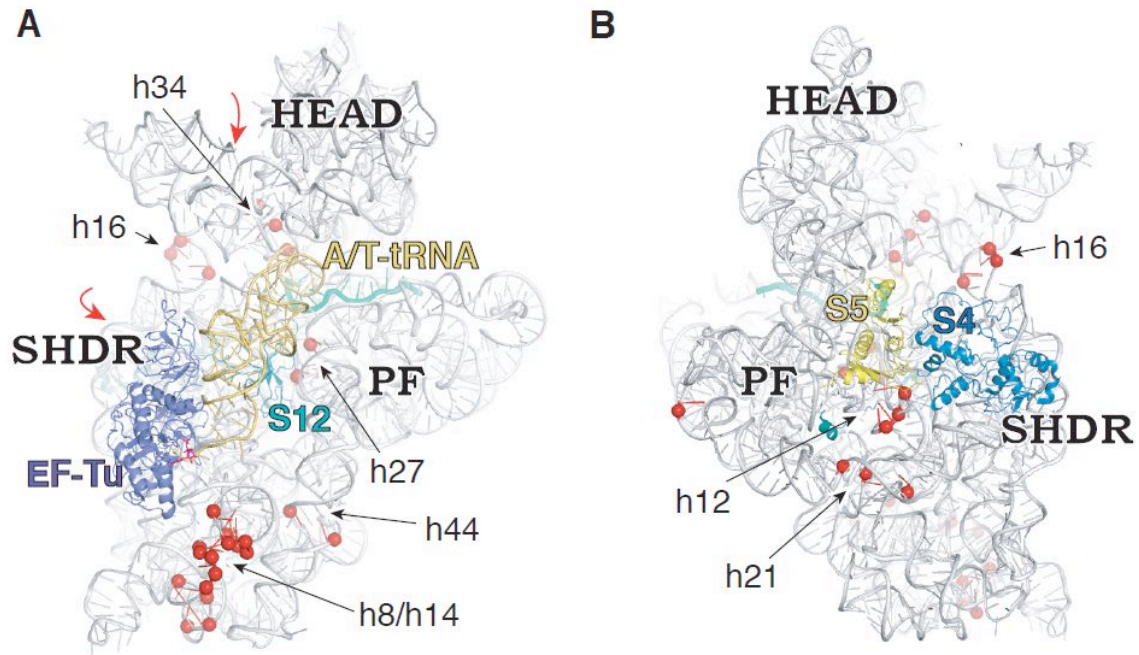 A
h34
HEAD
h16
A/T-tRNA
SHDR
PF
S12
EF-Tu
h27
h44
h8/h14
B
HEAD
h16
S5
S4
PF
SHDR
h12
h21